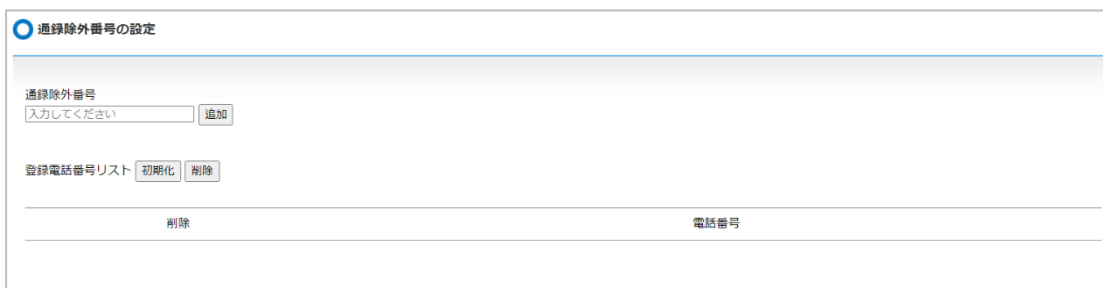 通録除外番号の設定
通録除外番号
入力してください 追加
登録電話番号リスト 初期化 削除
削除 電話番号